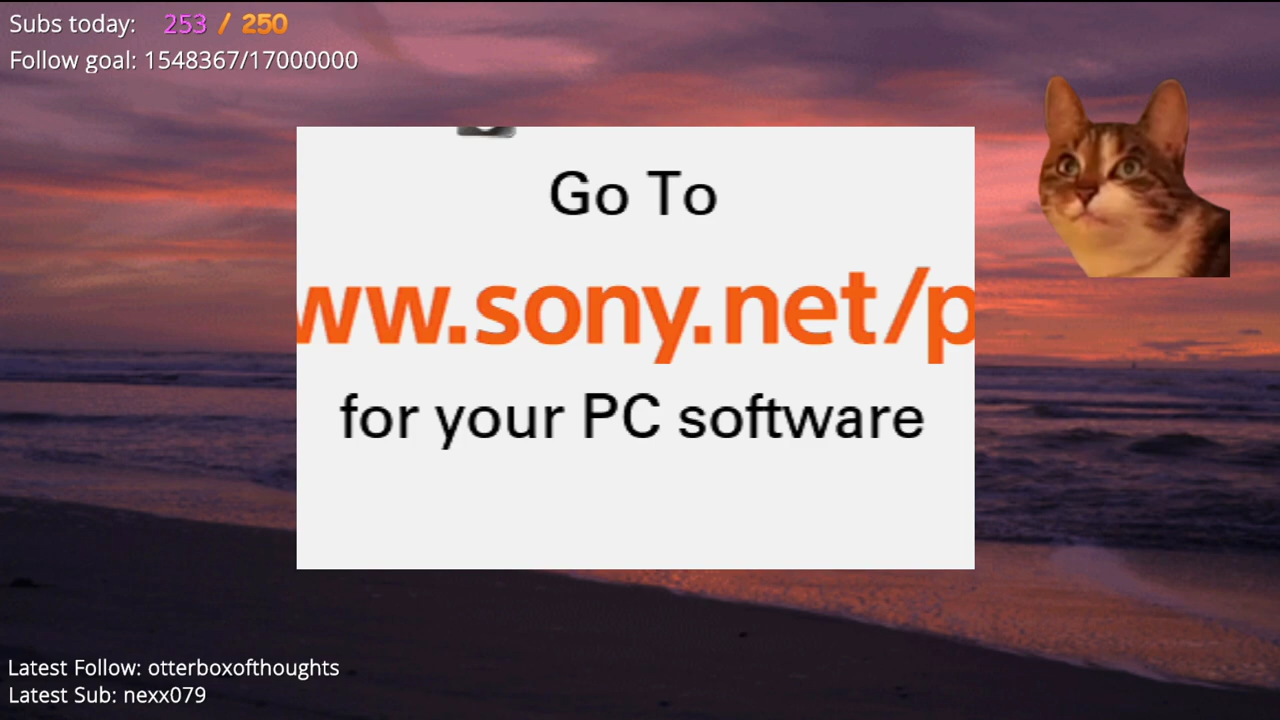 Subs today: 253 / 250
Follow goal: 1548367/17000000
Go To
ww.sony.net/p
for your PC software
Latest Follow: otterboxofthoughts
Latest Sub: nexx079